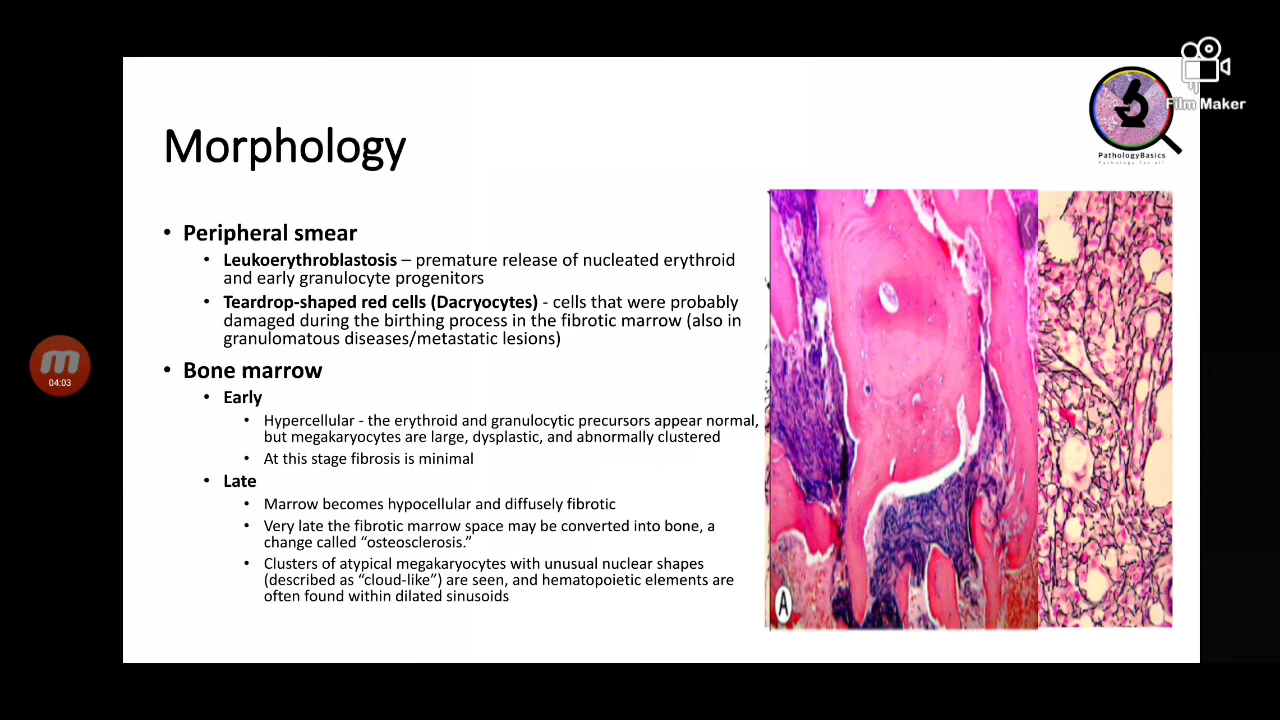 Film Maker
PathologyBasics
Pathology for all
Morphology
• Peripheral smear
• Leukoerythroblastosis – premature release of nucleated erythroid
and early granulocyte progenitors
• Teardrop-shaped red cells (Dacryocytes) - cells that were probably
damaged during the birthing process in the fibrotic marrow (also in
granulomatous diseases/metastatic lesions)
• Bone marrow
• Early
• Hypercellular - the erythroid and granulocytic precursors appear normal,
but megakaryocytes are large, dysplastic, and abnormally clustered
• At this stage fibrosis is minimal
• Late
• Marrow becomes hypocellular and diffusely fibrotic
• Very late the fibrotic marrow space may be converted into bone, a
change called “osteosclerosis.”
• Clusters of atypical megakaryocytes with unusual nuclear shapes
(described as “cloud-like”) are seen, and hematopoietic elements are
often found within dilated sinusoids
A
04:03